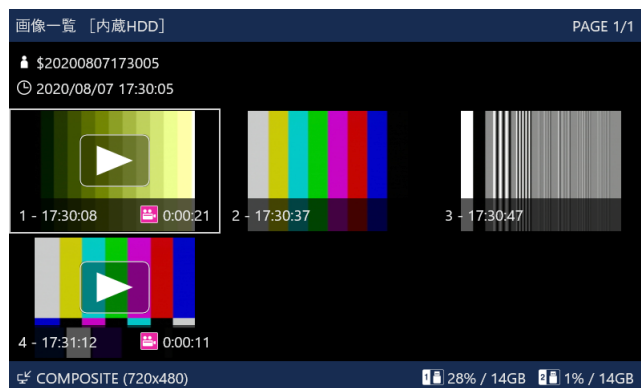 画像一覧 [内蔵HDD] PAGE 1/1
$20200807173005
2020/08/07 17:30:05
1 - 17:30:08 0:00:21
2 - 17:30:37
3 - 17:30:47
4 - 17:31:12 0:00:11
COMPOSITE (720x480) 1 28% / 14GB 2 1% / 14GB